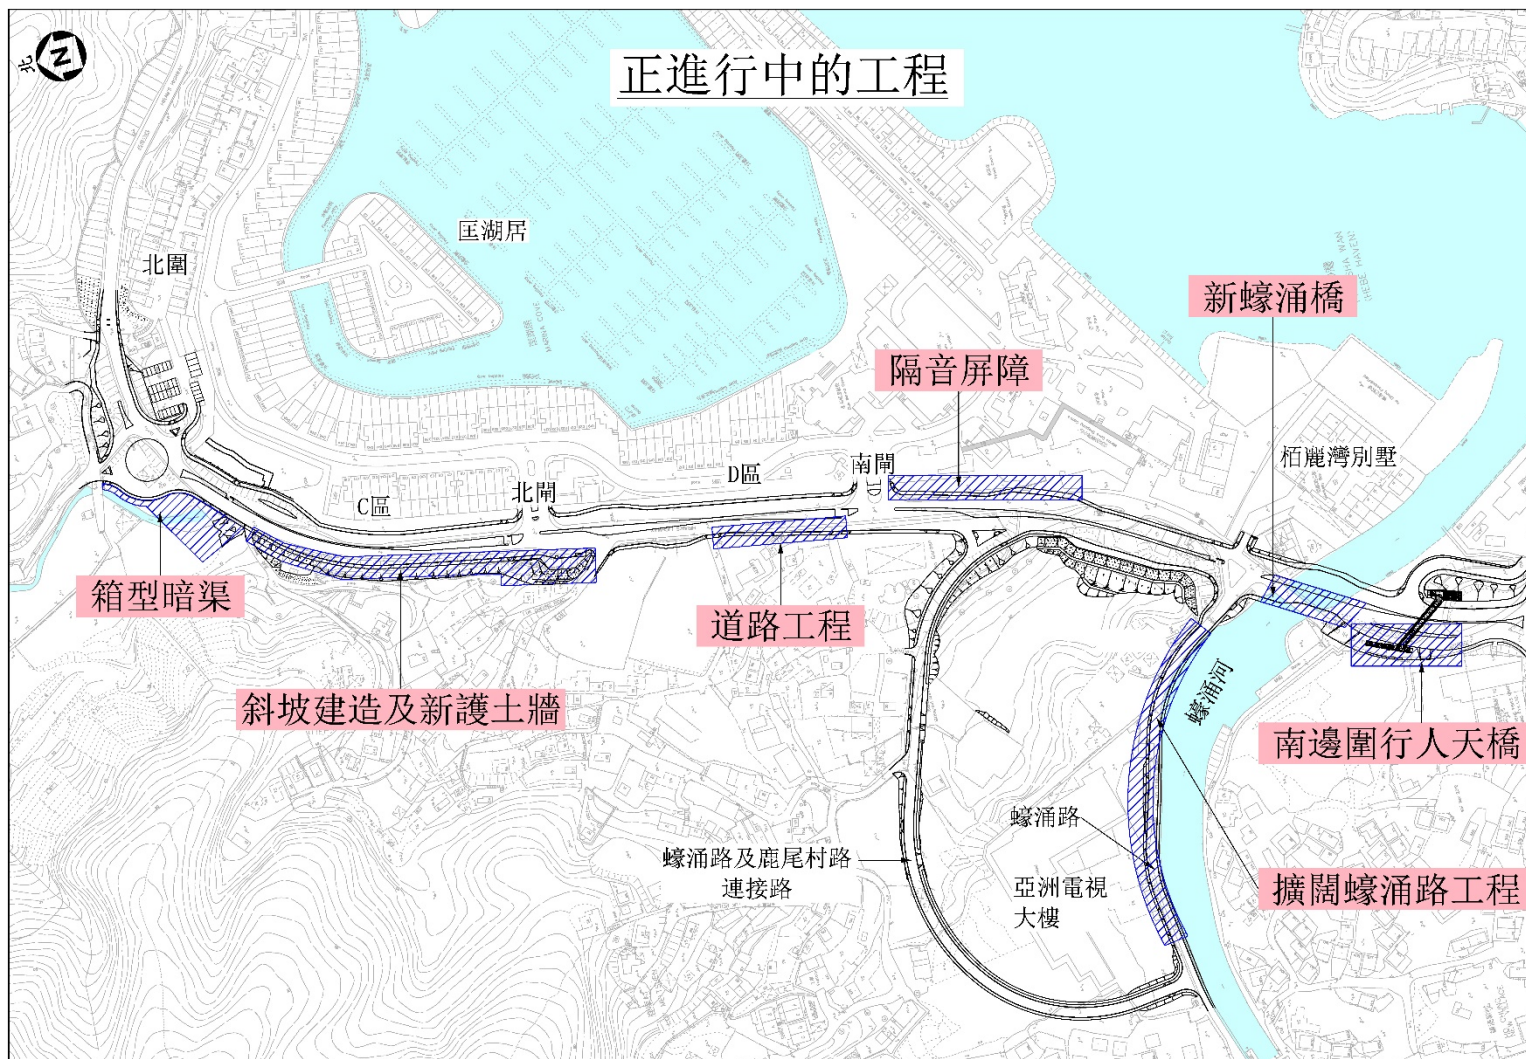 正進行中的工程
北
N
北圍
匡湖居
MARINA COVE
HEBE HAVEN
新蠔涌橋
隔音屏障
栢麗灣別墅
南閘
D區
北閘
C區
箱型暗渠
道路工程
斜坡建造及新護土牆
蠔涌河
南邊圍行人天橋
蠔涌路
蠔涌路及鹿尾村路
連接路
亞洲電視
大樓
擴闊蠔涌路工程